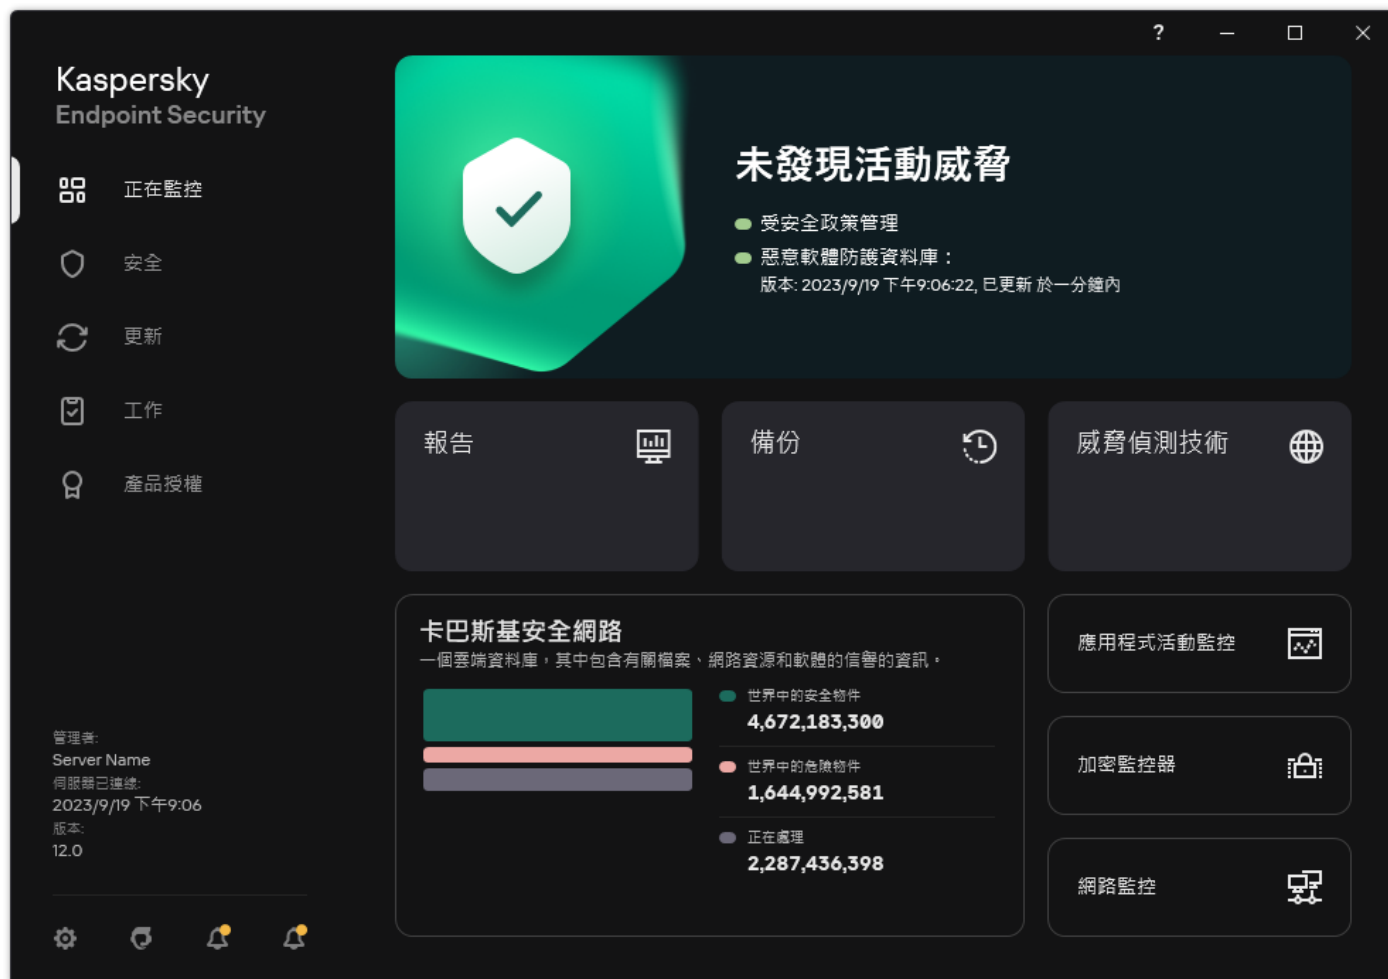 ?
Kaspersky
Endpoint Security
正在監控
安全
更新
工作
產品授權
管理者:
Server Name
伺服器已連線:
2023/9/19 下午9:06
版本:
12.0
未發現活動威脅
受安全政策管理
惡意軟體防護資料庫：
版本: 2023/9/19 下午9:06:22, 已更新 於一分鐘內
報告
備份
威脅偵測技術
卡巴斯基安全網路
一個雲端資料庫，其中包含有關檔案、網路資源和軟體的信譽的資訊。
世界中的安全物件
4,672,183,300
世界中的危險物件
1,644,992,581
正在處理
2,287,436,398
應用程式活動監控
加密監控器
網路監控